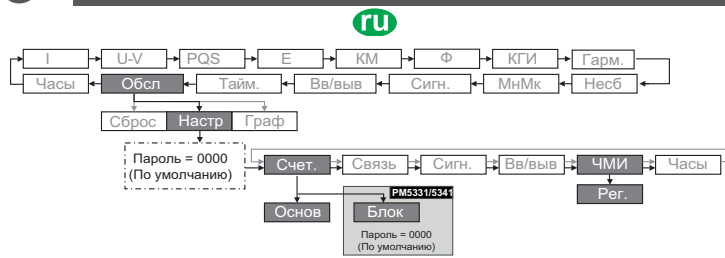 ru
I U-V PQS E КМ Ф КГИ Гарм.
Часы Обсл Тайм. Вв/выв Сигн. МнМк Несб
Сброс Настр Граф
Пароль = 0000
(По умолчанию)
Счет. Связь Сигн. Вв/выв ЧМИ Часы
PM5331/5341
Основ Блок Рег.
Пароль = 0000
(По умолчанию)